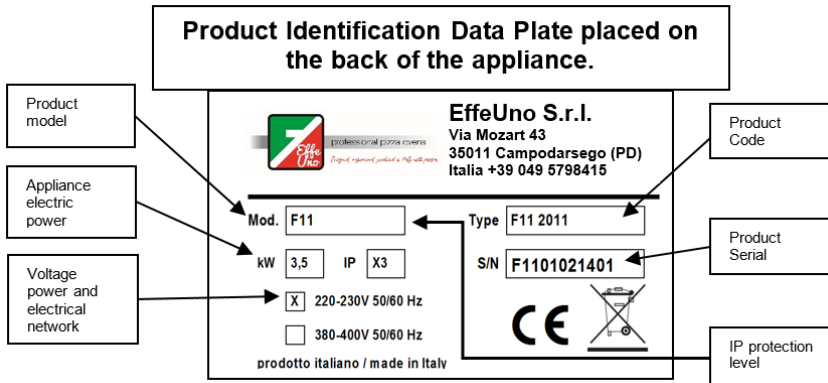 Product Identification Data Plate placed on
the back of the appliance.
Product
model
Appliance
electric
power
Voltage
power and
electrical
network
Effe
Uno
professional pizza ovens
EffeUno S.r.l.
Via Mozart 43
35011 Campodarsego (PD)
Italia +39 049 5798415
Mod. F11 Type F11 2011
kW 3,5 IP X3 S/N F1101021401
X 220-230V 50/60 Hz
380-400V 50/60 Hz
prodotto italiano / made in Italy
CE
Product
Code
Product
Serial
IP protection
level